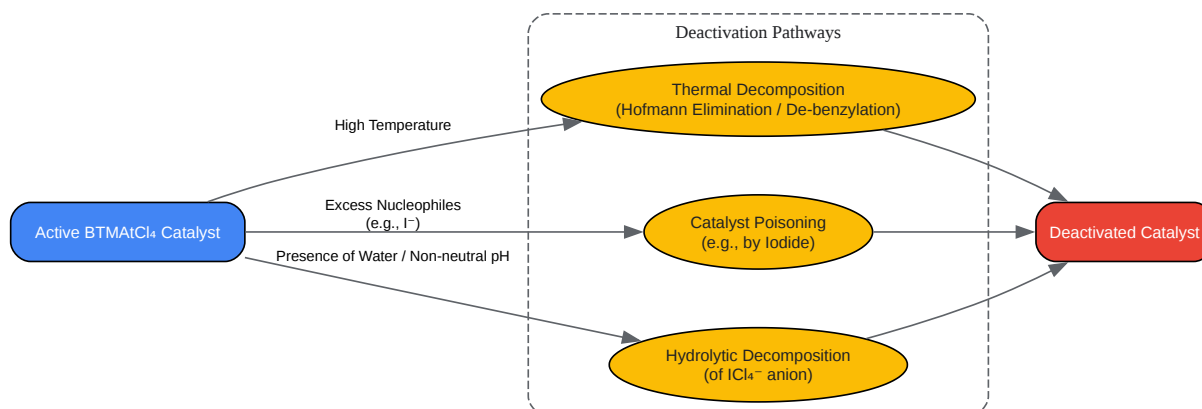 Deactivation Pathways
Thermal Decomposition
(Hofmann Elimination / De-benzylation)
High Temperature
Active BTMAtCl₄ Catalyst
Excess Nucleophiles
(e.g., I⁻)
Catalyst Poisoning
(e.g., by Iodide)
Deactivated Catalyst
Presence of Water / Non-neutral pH
Hydrolytic Decomposition
(of ICl₄⁻ anion)